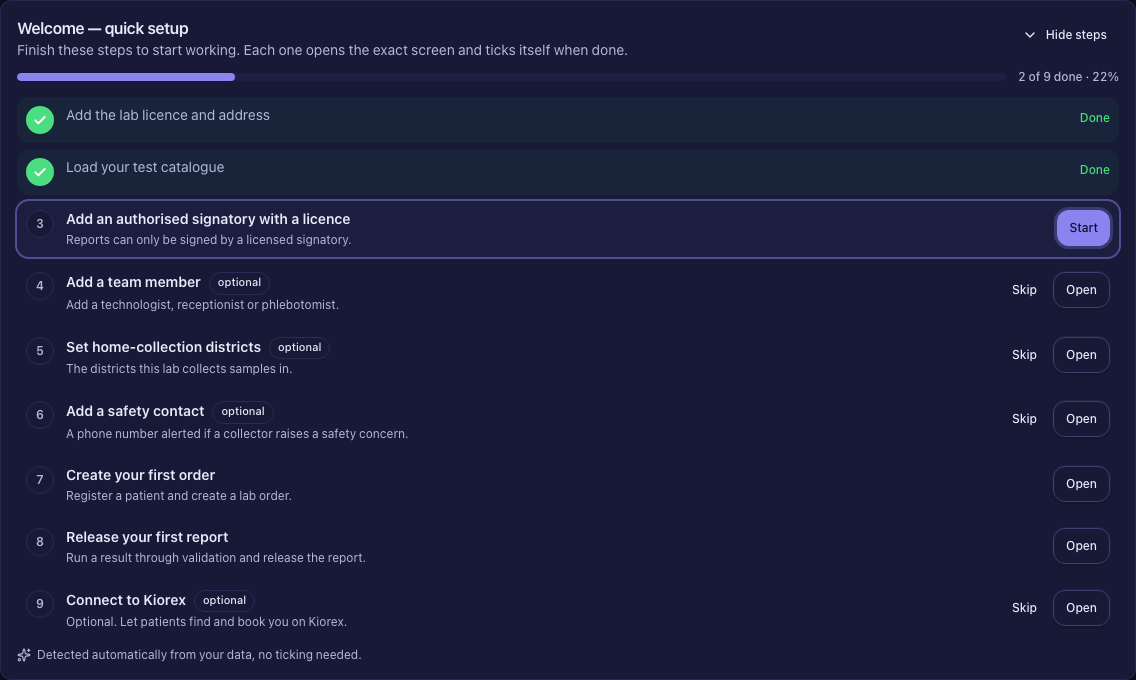 Welcome — quick setup
Hide steps
Finish these steps to start working. Each one opens the exact screen and ticks itself when done.
2 of 9 done · 22%
Add the lab licence and address
Done
Load your test catalogue
Done
3
Add an authorised signatory with a licence
Reports can only be signed by a licensed signatory.
Start
4
Add a team member optional
Add a technologist, receptionist or phlebotomist.
Skip Open
5
Set home-collection districts optional
The districts this lab collects samples in.
Skip Open
6
Add a safety contact optional
A phone number alerted if a collector raises a safety concern.
Skip Open
7
Create your first order
Register a patient and create a lab order.
Open
8
Release your first report
Run a result through validation and release the report.
Open
9
Connect to Kiorex optional
Optional. Let patients find and book you on Kiorex.
Skip Open
Detected automatically from your data, no ticking needed.